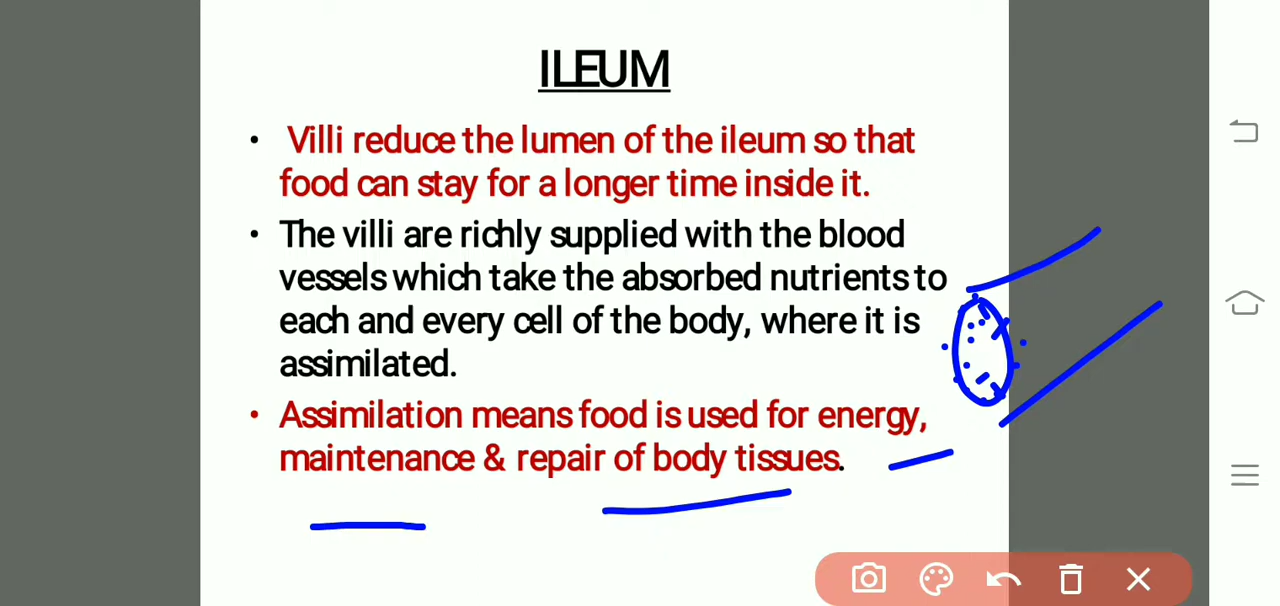 ILEUM
• Villi reduce the lumen of the ileum so that
food can stay for a longer time inside it.
• The villi are richly supplied with the blood
vessels which take the absorbed nutrients to
each and every cell of the body, where it is
assimilated.
• Assimilation means food is used for energy,
maintenance & repair of body tissues.